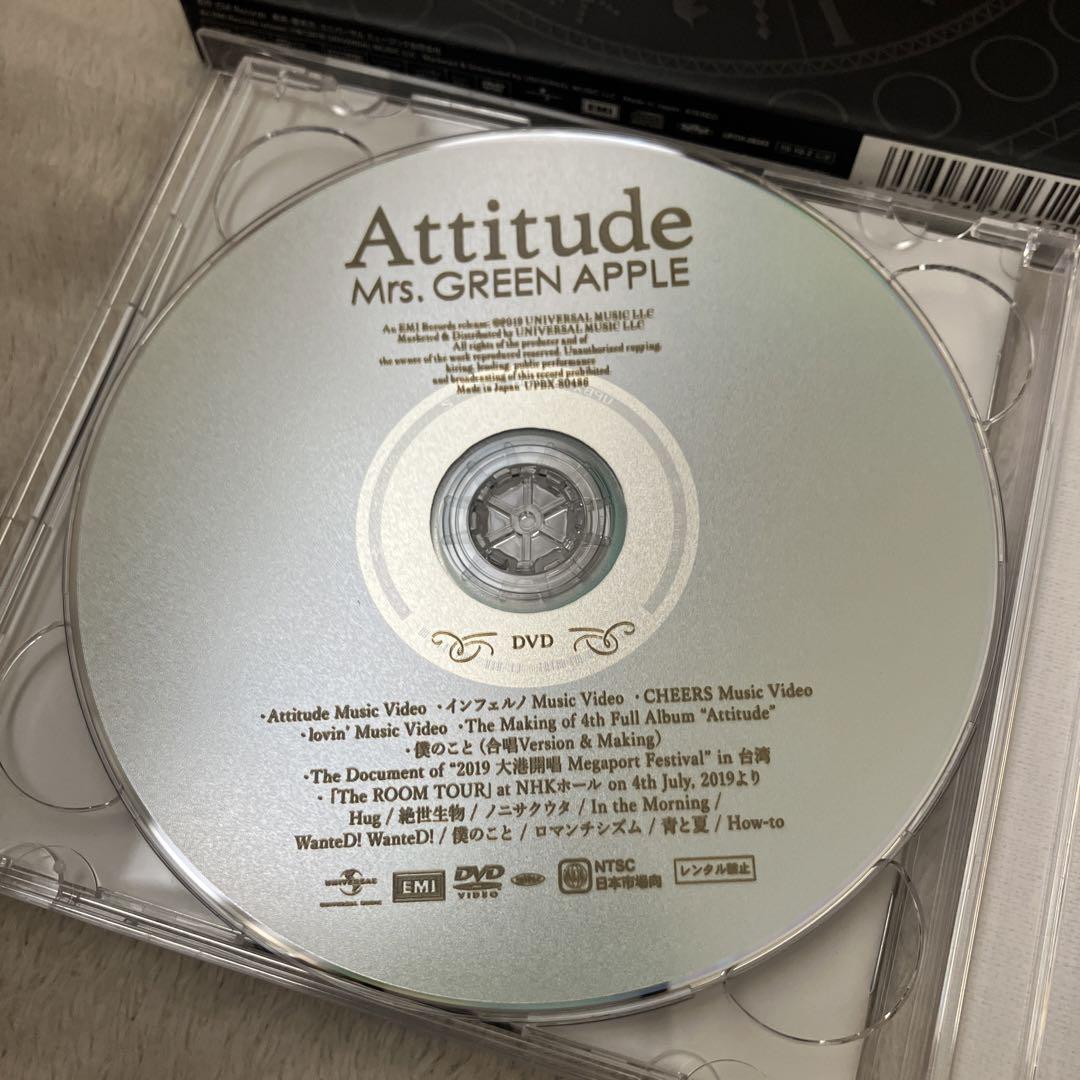 EMI
Attitude
Mrs. GREEN APPLE
An EMI Records release. ℗©2019 UNIVERSAL MUSIC LLC
Marketed & Distributed by UNIVERSAL MUSIC LLC
All rights of the producer and of
the owner of the work reproduced reserved. Unauthorized copying,
hiring, lending, public performance
and broadcasting of this record prohibited.
Made in Japan UPBX-80486
DVD
・Attitude Music Video ・インフェルノ Music Video ・CHEERS Music Video
・lovin' Music Video ・The Making of 4th Full Album “Attitude”
・僕のこと (合唱Version & Making)
・The Document of “2019 大港開唱 Megaport Festival” in 台湾
・「The ROOM TOUR」 at NHKホール on 4th July, 2019より
Hug / 絶世生物 / ノニサクウタ / In the Morning /
WanteD! WanteD! / 僕のこと / ロマンチシズム / 青と夏 / How-to
UNIVERSAL
UNIVERSAL MUSIC
EMI
DVD
VIDEO
NTSC
日本市場向
レンタル禁止